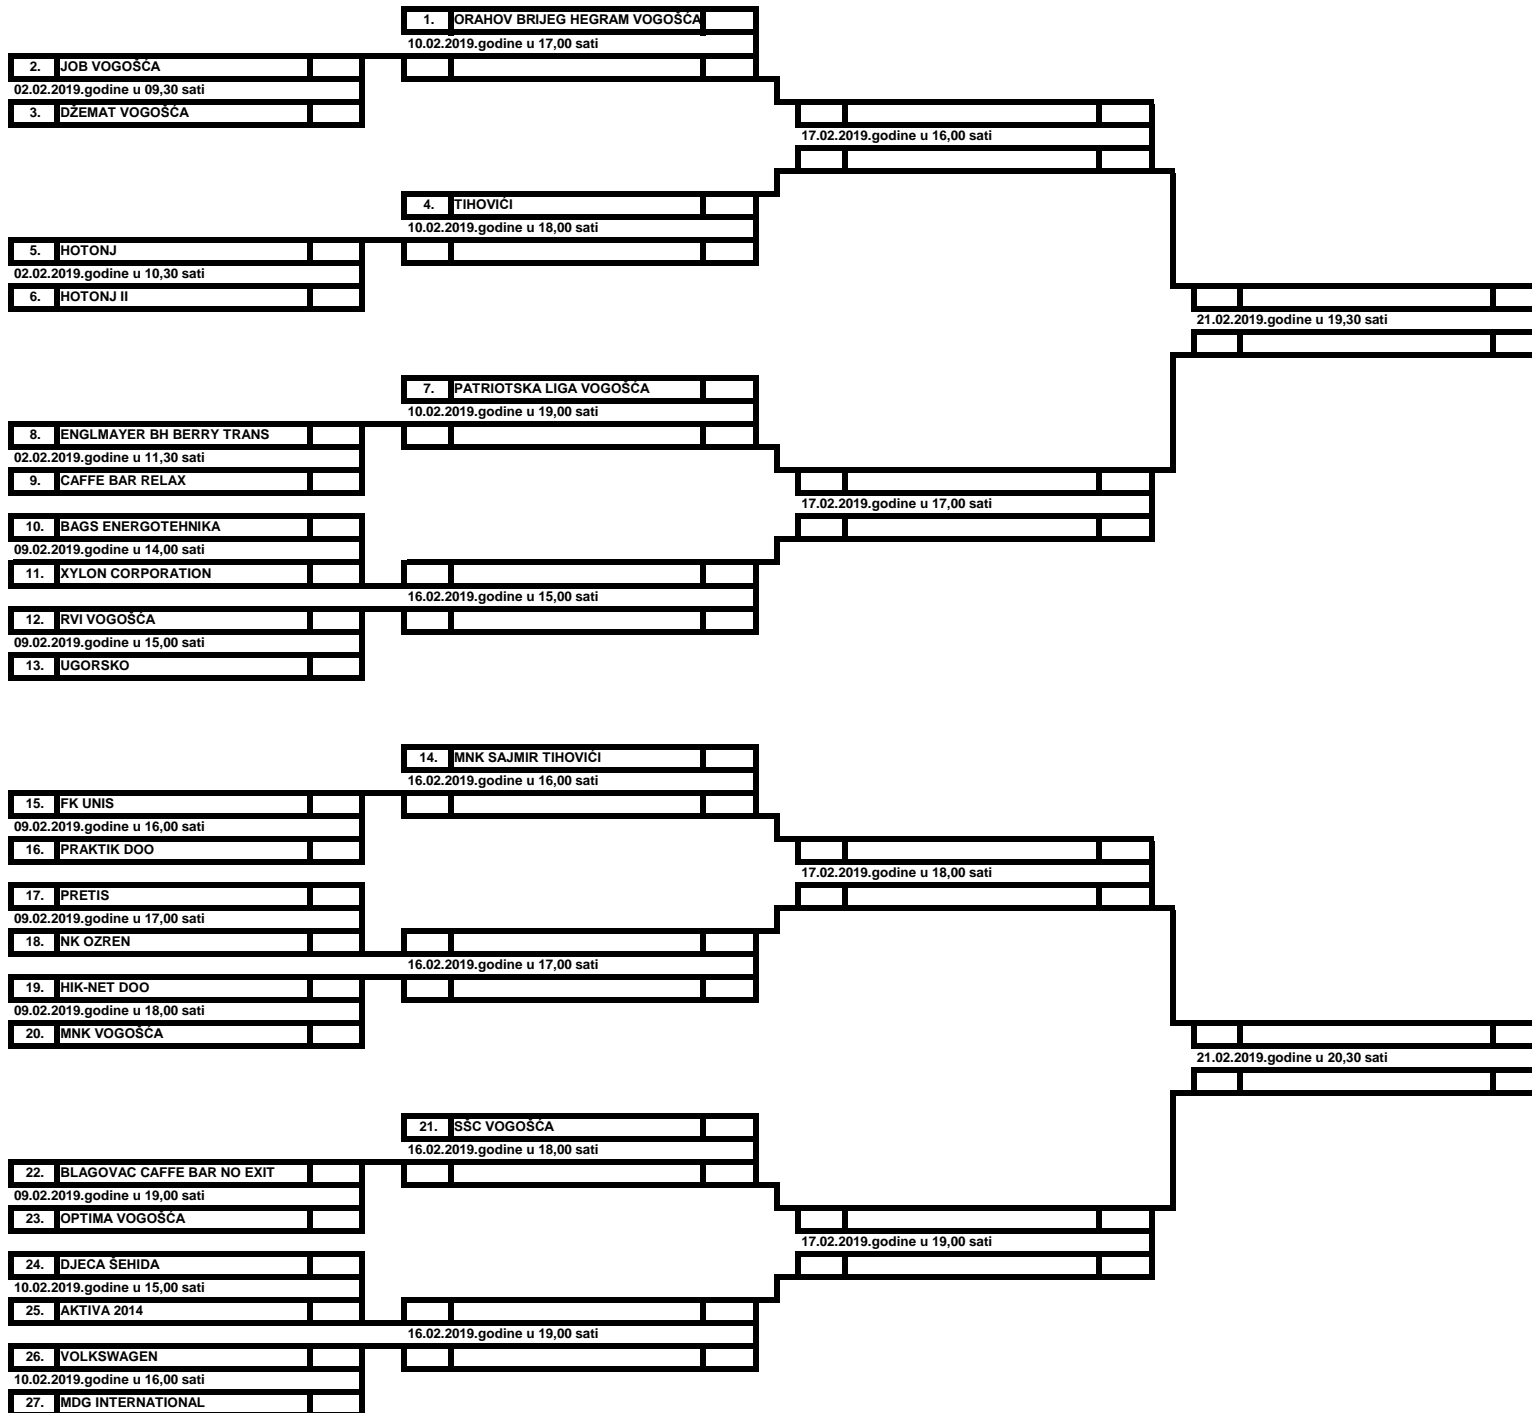 1. ORAHOV BRIJEG HEGRAM VOGOŠĆA
10.02.2019.godine u 17,00 sati
2. JOB VOGOŠĆA
02.02.2019.godine u 09,30 sati
3. DŽEMAT VOGOŠĆA
17.02.2019.godine u 16,00 sati
4. TIHOVIĆI
10.02.2019.godine u 18,00 sati
5. HOTONJ
02.02.2019.godine u 10,30 sati
6. HOTONJ II
21.02.2019.godine u 19,30 sati
7. PATRIOTSKA LIGA VOGOŠĆA
10.02.2019.godine u 19,00 sati
8. ENGLMAYER BH BERRY TRANS
02.02.2019.godine u 11,30 sati
9. CAFFE BAR RELAX
17.02.2019.godine u 17,00 sati
10. BAGS ENERGOTEHNIKA
09.02.2019.godine u 14,00 sati
11. XYLON CORPORATION
16.02.2019.godine u 15,00 sati
12. RVI VOGOŠĆA
09.02.2019.godine u 15,00 sati
13. UGORSKO
14. MNK SAJMIR TIHOVIĆI
16.02.2019.godine u 16,00 sati
15. FK UNIS
09.02.2019.godine u 16,00 sati
16. PRAKTIK DOO
17.02.2019.godine u 18,00 sati
17. PRETIS
09.02.2019.godine u 17,00 sati
18. NK OZREN
16.02.2019.godine u 17,00 sati
19. HIK-NET DOO
09.02.2019.godine u 18,00 sati
20. MNK VOGOŠĆA
21.02.2019.godine u 20,30 sati
21. SŠC VOGOŠĆA
16.02.2019.godine u 18,00 sati
22. BLAGOVAC CAFFE BAR NO EXIT
09.02.2019.godine u 19,00 sati
23. OPTIMA VOGOŠĆA
17.02.2019.godine u 19,00 sati
24. DJECA ŠEHIDA
10.02.2019.godine u 15,00 sati
25. AKTIVA 2014
16.02.2019.godine u 19,00 sati
26. VOLKSWAGEN
10.02.2019.godine u 16,00 sati
27. MDG INTERNATIONAL